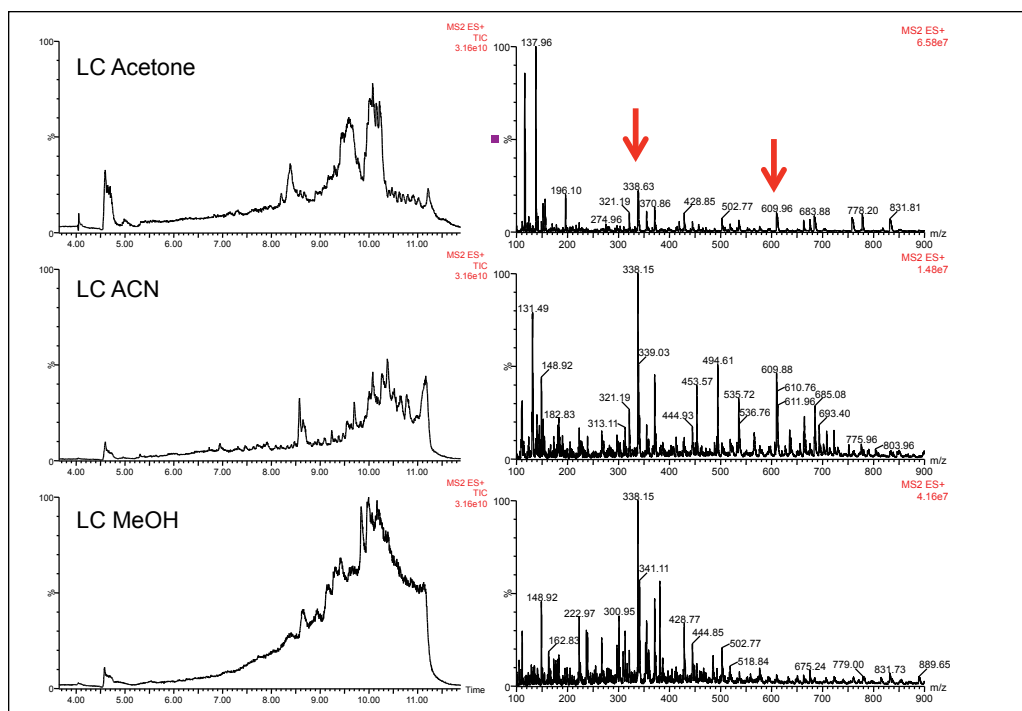 MS2 ES+
TIC
3.16e10
100
%
LC Acetone
4.00 5.00 6.00 7.00 8.00 9.00 10.00 11.00
MS2 ES+
6.58e7
100
%
137.96
196.10
274.96
321.19
338.63
370.86
428.85
502.77
609.96
683.88
778.20
831.81
100 200 300 400 500 600 700 800 900
m/z
MS2 ES+
TIC
3.16e10
100
%
LC ACN
4.00 5.00 6.00 7.00 8.00 9.00 10.00 11.00
MS2 ES+
1.48e7
100
%
131.49
148.92
182.83
313.11
321.19
338.15
339.03
444.93
453.57
494.61
535.72
536.76
609.88
610.76
611.96
685.08
693.40
775.96
803.96
100 200 300 400 500 600 700 800 900
m/z
MS2 ES+
TIC
3.16e10
100
%
0
LC MeOH
4.00 5.00 6.00 7.00 8.00 9.00 10.00 11.00
Time
MS2 ES+
4.16e7
100
%
0
148.92
162.83
222.97
300.95
338.15
341.11
428.77
444.85
502.77
518.84
675.24
779.00
831.73
889.65
100 200 300 400 500 600 700 800 900
m/z